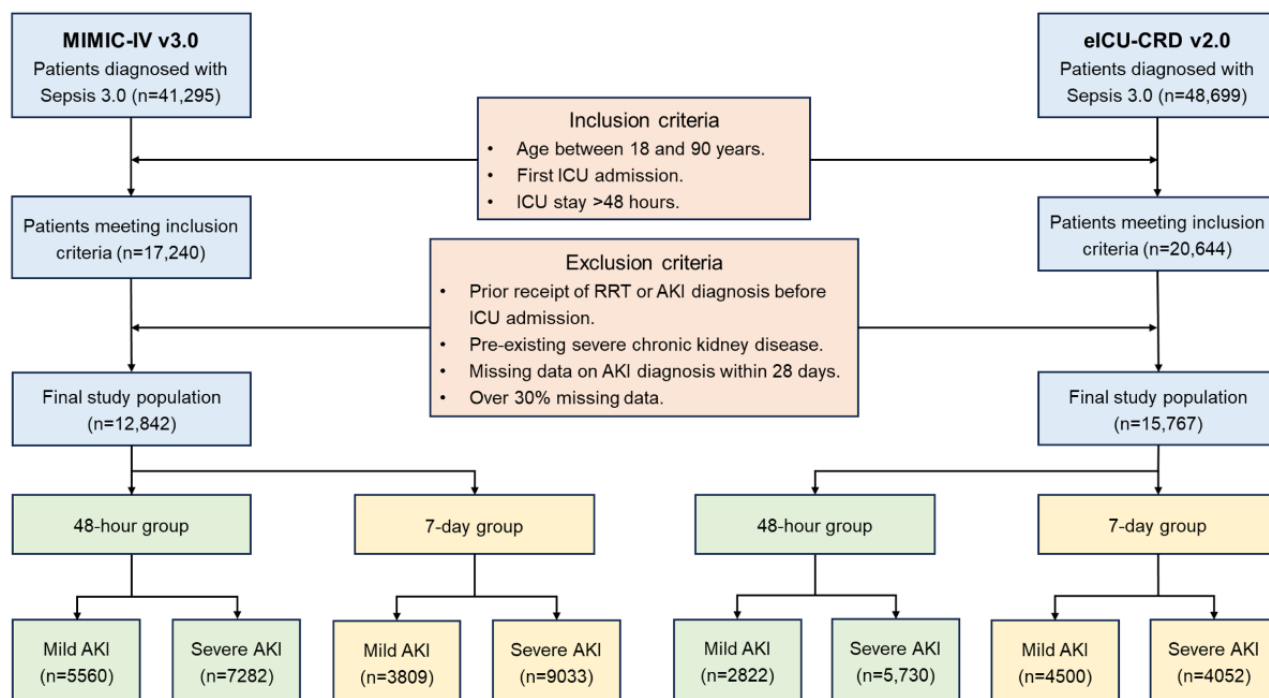 MIMIC-IV v3.0
Patients diagnosed with
Sepsis 3.0 (n=41,295)
eICU-CRD v2.0
Patients diagnosed with
Sepsis 3.0 (n=48,699)
Inclusion criteria
• Age between 18 and 90 years.
• First ICU admission.
• ICU stay >48 hours.
Patients meeting inclusion
criteria (n=17,240)
Patients meeting inclusion
criteria (n=20,644)
Exclusion criteria
• Prior receipt of RRT or AKI diagnosis before
ICU admission.
• Pre-existing severe chronic kidney disease.
• Missing data on AKI diagnosis within 28 days.
• Over 30% missing data.
Final study population
(n=12,842)
Final study population
(n=15,767)
48-hour group
7-day group
48-hour group
7-day group
Mild AKI
(n=5560)
Severe AKI
(n=7282)
Mild AKI
(n=3809)
Severe AKI
(n=9033)
Mild AKI
(n=2822)
Severe AKI
(n=5,730)
Mild AKI
(n=4500)
Severe AKI
(n=4052)